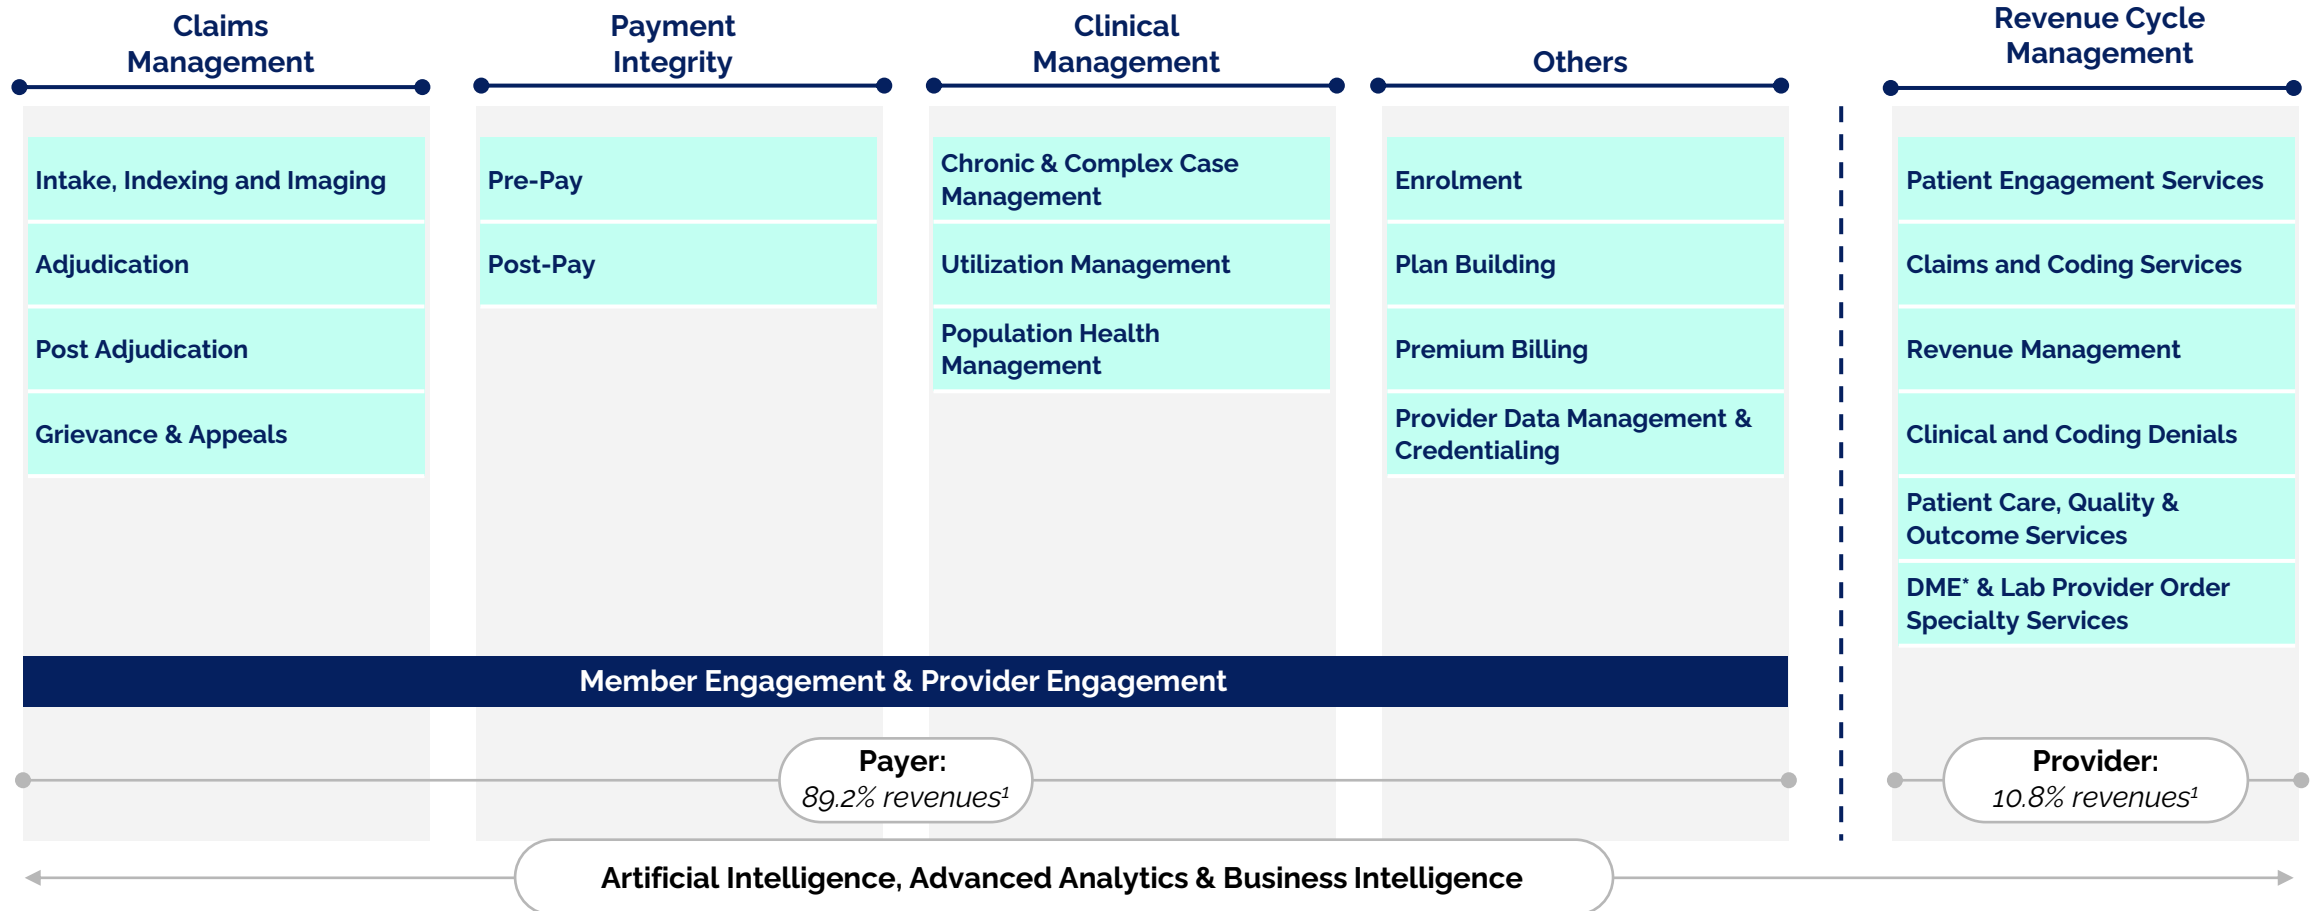 Claims
Management
Payment
Integrity
Clinical
Management
Others
Revenue Cycle
Management
Intake, Indexing and Imaging
Adjudication
Post Adjudication
Grievance & Appeals
Pre-Pay
Post-Pay
Chronic & Complex Case
Management
Utilization Management
Population Health
Management
Enrolment
Plan Building
Premium Billing
Provider Data Management &
Credentialing
Patient Engagement Services
Claims and Coding Services
Revenue Management
Clinical and Coding Denials
Patient Care, Quality &
Outcome Services
DME* & Lab Provider Order
Specialty Services
Member Engagement & Provider Engagement
Payer:
89.2% revenues¹
Provider:
10.8% revenues¹
Artificial Intelligence, Advanced Analytics & Business Intelligence